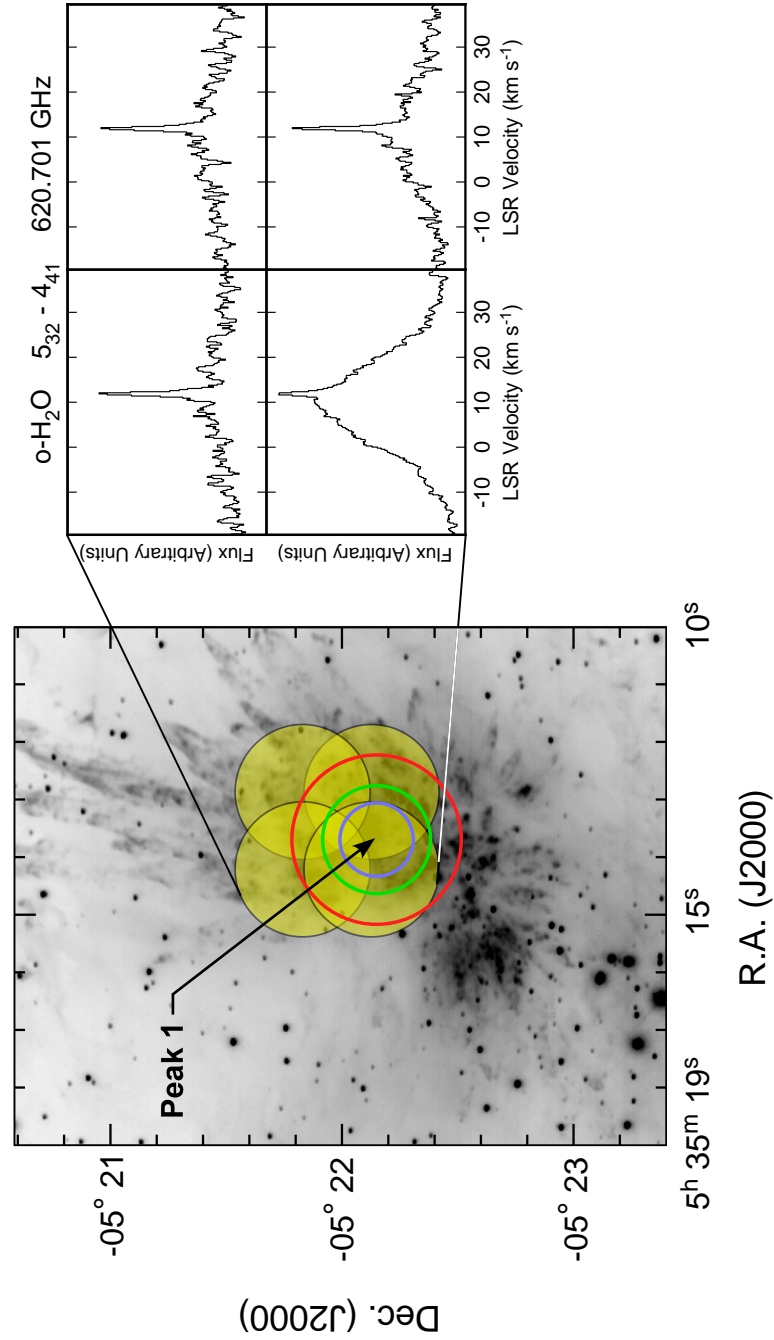 o-H₂O 5₃₂ - 4₄₁ 620.701 GHz
Flux (Arbitrary Units)
Flux (Arbitrary Units)
-10 0 10 20 30
LSR Velocity (km s⁻¹)
-10 0 10 20 30
LSR Velocity (km s⁻¹)
Peak 1
Dec. (J2000)
-05° 21
-05° 22
-05° 23
5ʰ 35ᵐ 19ˢ
15ˢ
10ˢ
R.A. (J2000)